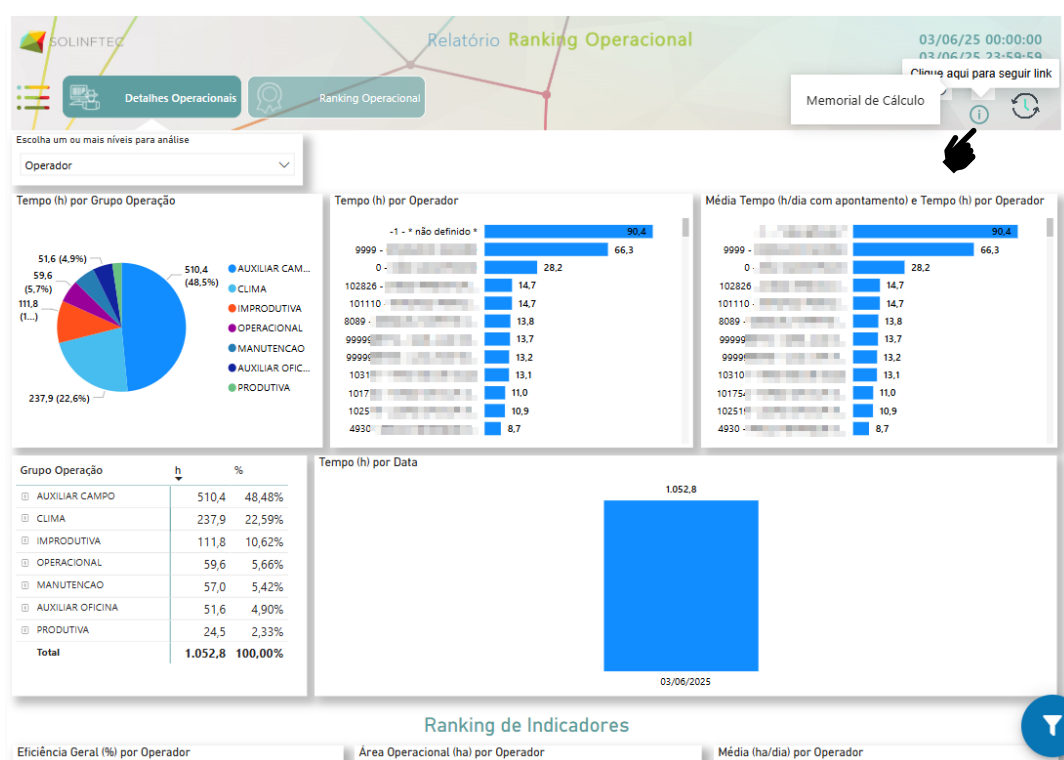 SOLINFTEC
Relatório Ranking Operacional
03/06/25 00:00:00
03/06/25 23:59:59
Clique aqui para seguir link
Memorial de Cálculo
Detalhes Operacionais
Ranking Operacional
Escolha um ou mais níveis para análise
Operador
Tempo (h) por Grupo Operação
51,6 (4,9%)
59,6
(5,7%)
111,8
(1...)
237,9 (22,6%)
510,4
(48,5%)
AUXILIAR CAM...
CLIMA
IMPRODUTIVA
OPERACIONAL
MANUTENCAO
AUXILIAR OFIC...
PRODUTIVA
Tempo (h) por Operador
-1 - * não definido * 90,4
9999 - 66,3
0 - 28,2
102826 - 14,7
101110 - 14,7
8089 - 13,8
99999 13,7
99999 13,2
10310 13,1
1017 11,0
1025 10,9
4930 - 8,7
Média Tempo (h/dia com apontamento) e Tempo (h) por Operador
90,4
9999 - 66,3
0 - 28,2
102826 14,7
101110 - 14,7
8089 - 13,8
99999 13,7
9999 13,2
10310 13,1
101754 11,0
102519 10,9
4930 - 8,7
Grupo Operação h %
AUXILIAR CAMPO 510,4 48,48%
CLIMA 237,9 22,59%
IMPRODUTIVA 111,8 10,62%
OPERACIONAL 59,6 5,66%
MANUTENCAO 57,0 5,42%
AUXILIAR OFICINA 51,6 4,90%
PRODUTIVA 24,5 2,33%
Total 1.052,8 100,00%
Tempo (h) por Data
1.052,8
03/06/2025
Ranking de Indicadores
Eficiência Geral (%) por Operador
Área Operacional (ha) por Operador
Média (ha/dia) por Operador